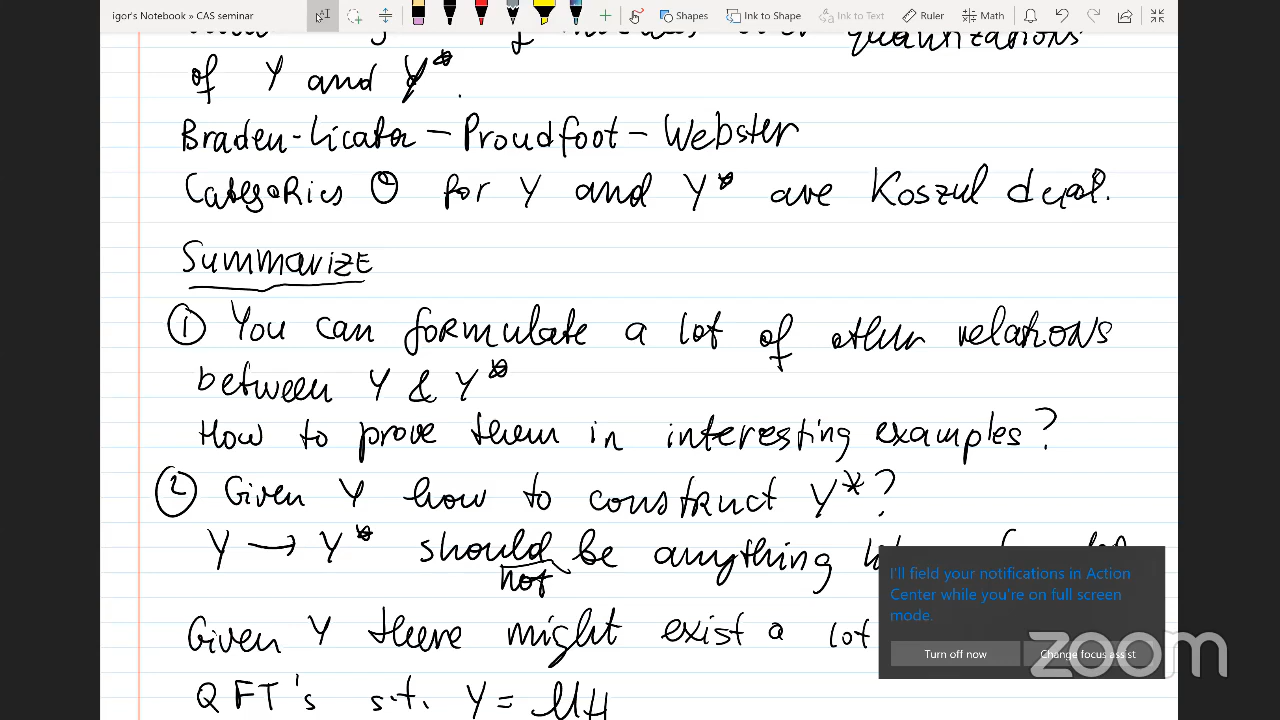 igor's Notebook » CAS seminar
Shapes Ink to Shape Ink to Text Ruler Math
over quantizations
of Y and Y*.
Braden-Licata - Proudfoot - Webster
Categories O for Y and Y* are Koszul dual.
Summarize
① You can formulate a lot of other relations
between Y & Y*
How to prove them in interesting examples?
② Given Y how to construct Y*?
Y → Y* should be anything
not
Given Y there might exist a lot
QFT's s.t. Y = MH
I'll field your notifications in Action
Center while you're on full screen
mode.
Turn off now Change focus assist
zoom